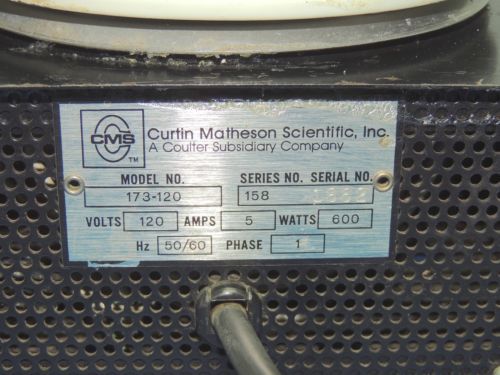 CMS
TM
Curtin Matheson Scientific, Inc.
A Coulter Subsidiary Company
MODEL NO. SERIES NO. SERIAL NO.
173-120 158
VOLTS 120 AMPS 5 WATTS 600
Hz 50/60 PHASE 1